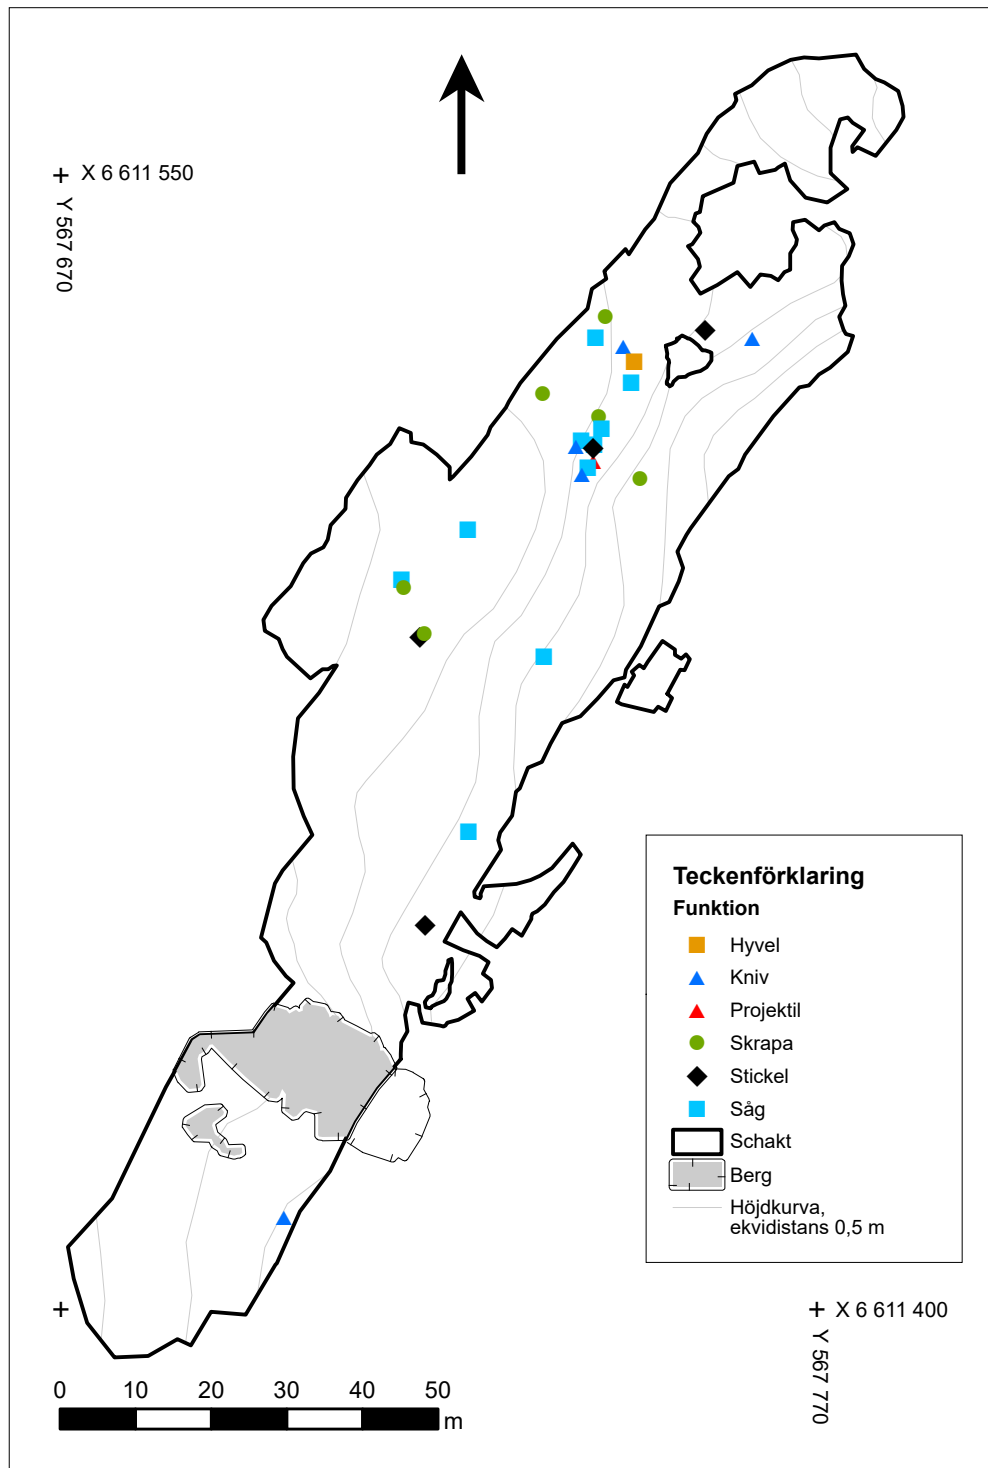 X 6 611 550
Y 567 670
Teckenförklaring
Funktion
Hyvel
Kniv
Projektil
Skrapa
Stickel
Såg
Schakt
Berg
Höjdkurva,
ekvidistans 0,5 m
X 6 611 400
Y 567 770
0 10 20 30 40 50
m